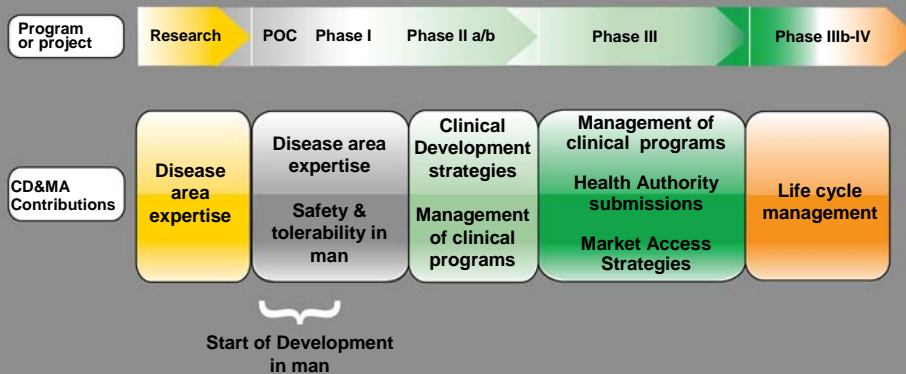 Program
or project
Research
POC
Phase I
Phase II a/b
Phase III
Phase IIIb-IV
CD&MA
Contributions
Disease
area
expertise
Disease area
expertise
Safety &
tolerability in
man
Clinical
Development
strategies
Management
of clinical
programs
Management of
clinical programs
Health Authority
submissions
Market Access
Strategies
Life cycle
management
Start of Development
in man